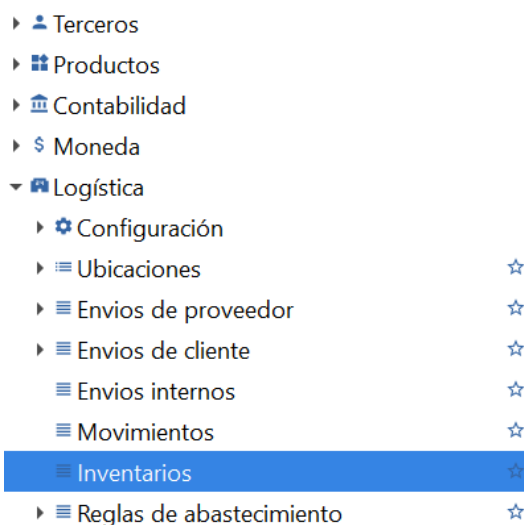 Terceros
Productos
Contabilidad
Moneda
Logística
Configuración
Ubicaciones
Envios de proveedor
Envios de cliente
Envios internos
Movimientos
Inventarios
Reglas de abastecimiento